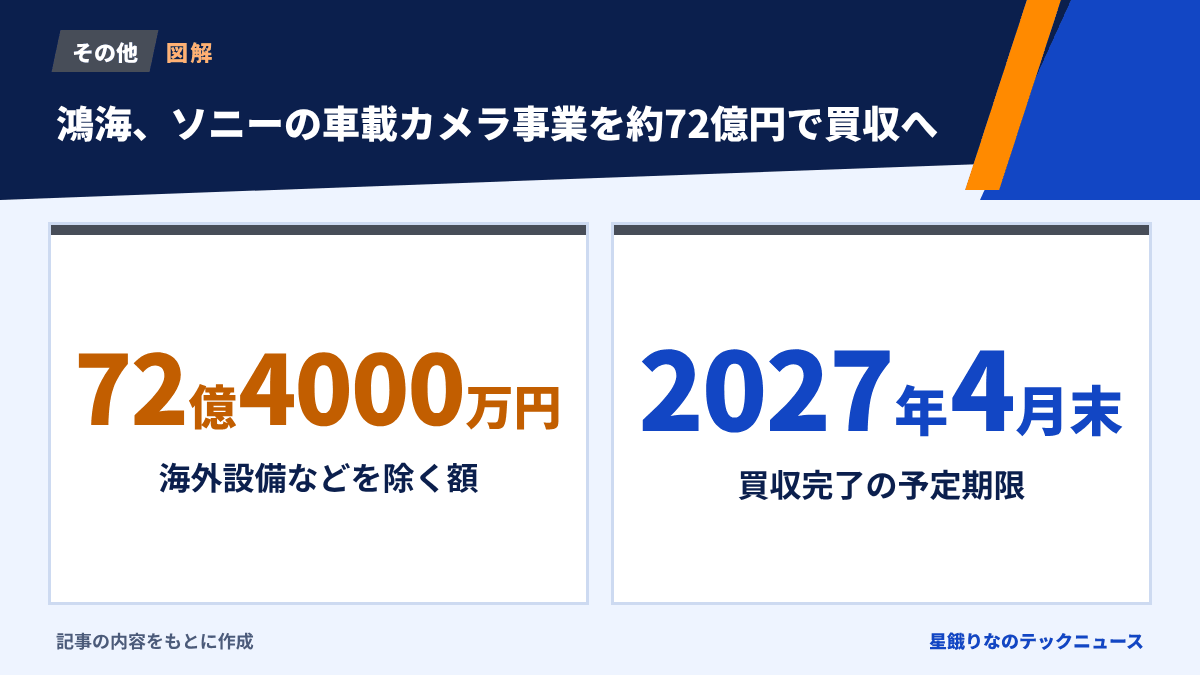 その他 図解
鴻海、ソニーの車載カメラ事業を約72億円で買収へ
72億4000万円
海外設備などを除く額
2027年4月末
買収完了の予定期限
記事の内容をもとに作成
星餓りなのテックニュース